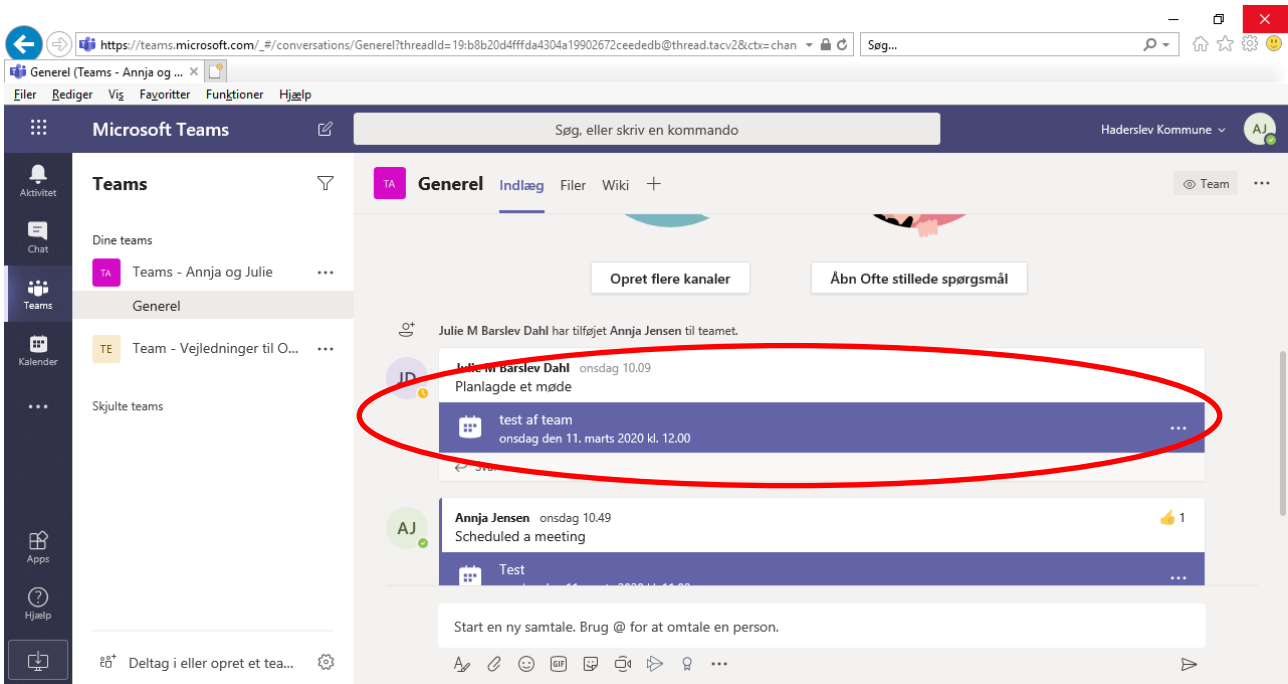 https://teams.microsoft.com/_#/conversations/Generel?threadId=19:b8b20d4fffda4304a19902672ceededb@thread.tacv2&ctx=chan
Søg...
Generel (Teams - Annja og ...
Filer Rediger Vis Favoritter Funktioner Hjælp
Microsoft Teams
Søg, eller skriv en kommando
Haderslev Kommune
AJ
Aktivitet
Chat
Teams
Kalender
Apps
Hjælp
Teams
Dine teams
TA Teams - Annja og Julie
Generel
TE Team - Vejledninger til O...
Skjulte teams
Deltag i eller opret et tea...
TA Generel Indlæg Filer Wiki
Team
Opret flere kanaler
Åbn Ofte stillede spørgsmål
Julie M Barslev Dahl har tilføjet Annja Jensen til teamet.
JD
Julie M Barslev Dahl onsdag 10.09
Planlagde et møde
test af team
onsdag den 11. marts 2020 kl. 12.00
AJ
Annja Jensen onsdag 10.49
1
Scheduled a meeting
Test
Start en ny samtale. Brug @ for at omtale en person.
GIF